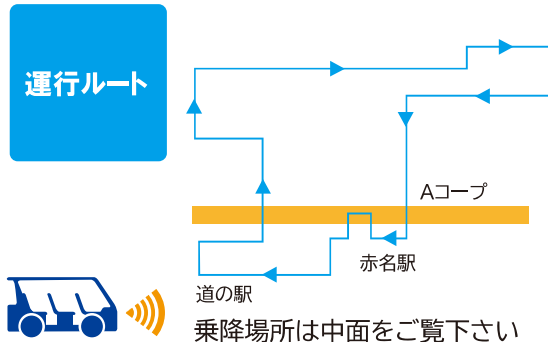 運行ルート
Aコープ
赤名駅
道の駅
乗降場所は中面をご覧下さい